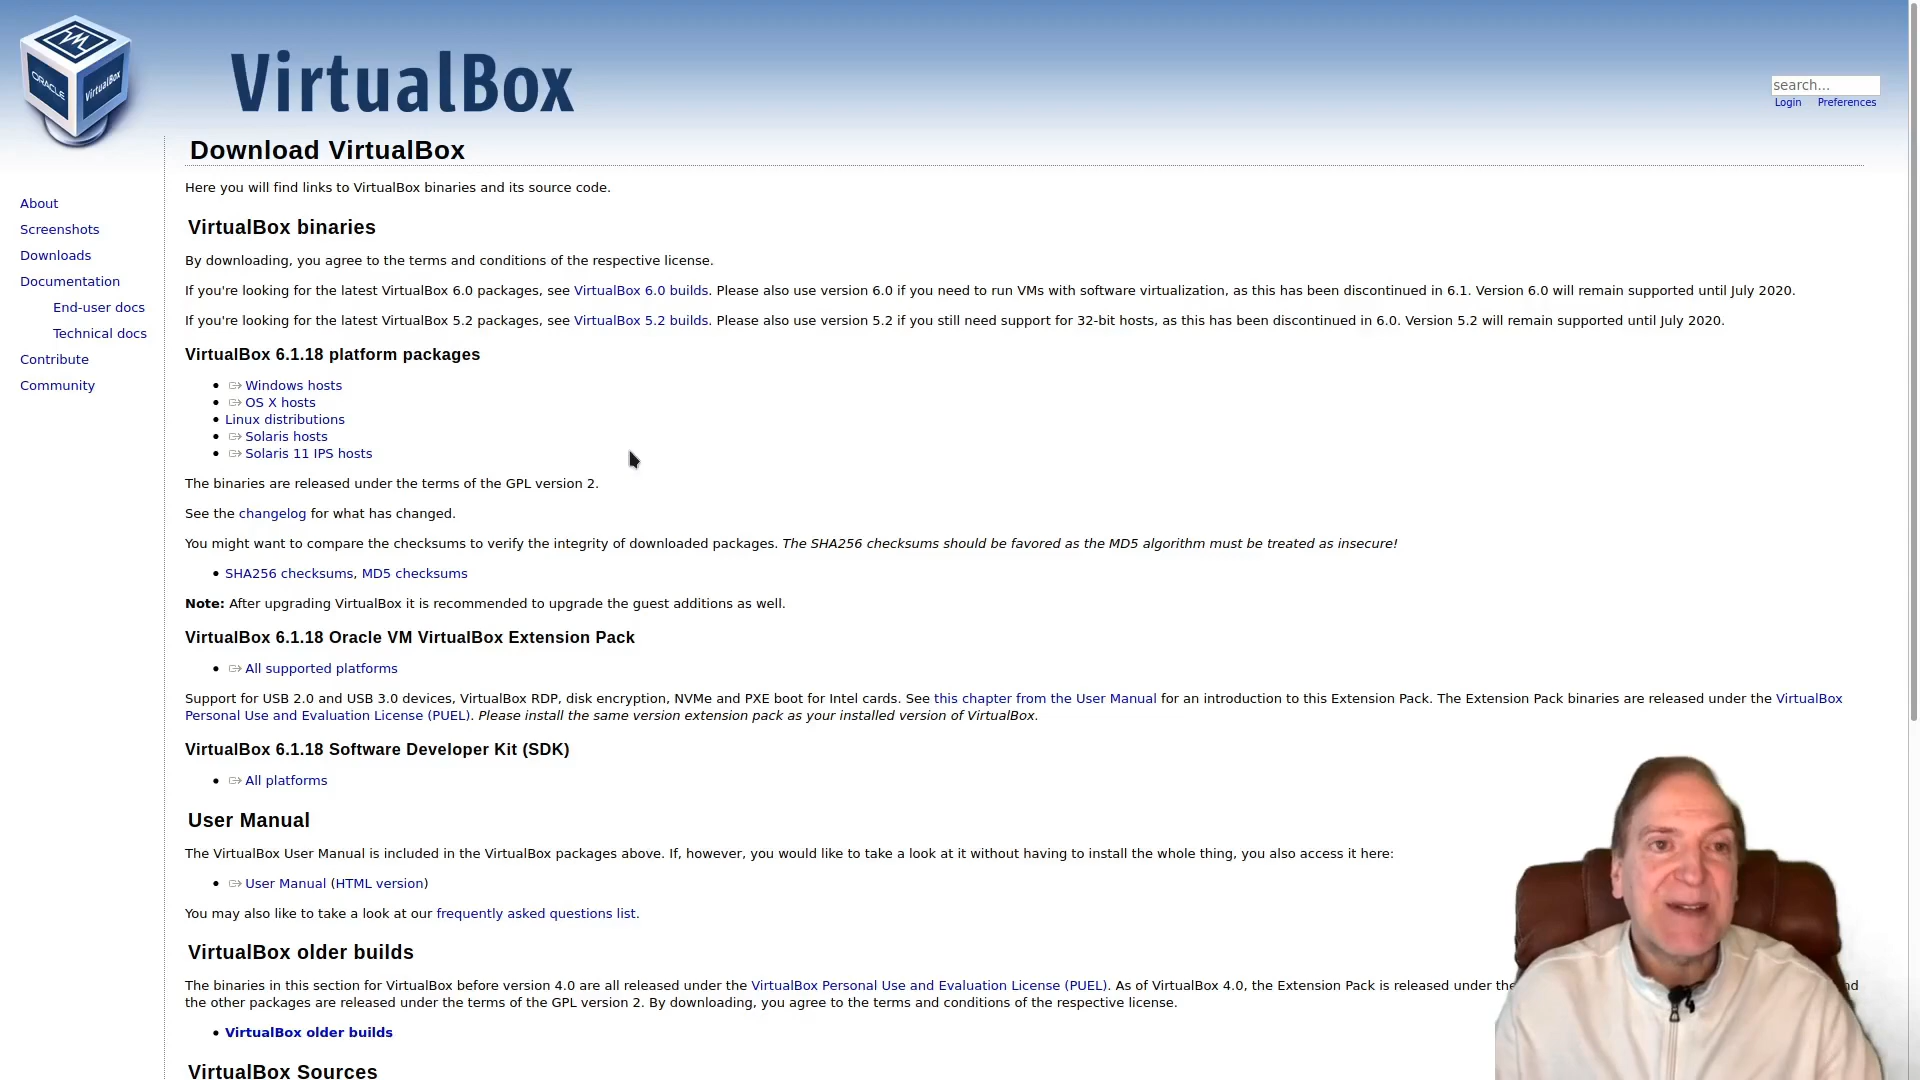 ORACLE
VirtualBox
VirtualBox
search...
Login Preferences
Download VirtualBox
Here you will find links to VirtualBox binaries and its source code.
About
Screenshots
Downloads
Documentation
End-user docs
Technical docs
Contribute
Community
VirtualBox binaries
By downloading, you agree to the terms and conditions of the respective license.
If you're looking for the latest VirtualBox 6.0 packages, see VirtualBox 6.0 builds. Please also use version 6.0 if you need to run VMs with software virtualization, as this has been discontinued in 6.1. Version 6.0 will remain supported until July 2020.
If you're looking for the latest VirtualBox 5.2 packages, see VirtualBox 5.2 builds. Please also use version 5.2 if you still need support for 32-bit hosts, as this has been discontinued in 6.0. Version 5.2 will remain supported until July 2020.
VirtualBox 6.1.18 platform packages
Windows hosts
OS X hosts
Linux distributions
Solaris hosts
Solaris 11 IPS hosts
The binaries are released under the terms of the GPL version 2.
See the changelog for what has changed.
You might want to compare the checksums to verify the integrity of downloaded packages. The SHA256 checksums should be favored as the MD5 algorithm must be treated as insecure!
SHA256 checksums, MD5 checksums
Note: After upgrading VirtualBox it is recommended to upgrade the guest additions as well.
VirtualBox 6.1.18 Oracle VM VirtualBox Extension Pack
All supported platforms
Support for USB 2.0 and USB 3.0 devices, VirtualBox RDP, disk encryption, NVMe and PXE boot for Intel cards. See this chapter from the User Manual for an introduction to this Extension Pack. The Extension Pack binaries are released under the VirtualBox
Personal Use and Evaluation License (PUEL). Please install the same version extension pack as your installed version of VirtualBox.
VirtualBox 6.1.18 Software Developer Kit (SDK)
All platforms
User Manual
The VirtualBox User Manual is included in the VirtualBox packages above. If, however, you would like to take a look at it without having to install the whole thing, you also access it here:
User Manual (HTML version)
You may also like to take a look at our frequently asked questions list.
VirtualBox older builds
The binaries in this section for VirtualBox before version 4.0 are all released under the VirtualBox Personal Use and Evaluation License (PUEL). As of VirtualBox 4.0, the Extension Pack is released under the
the other packages are released under the terms of the GPL version 2. By downloading, you agree to the terms and conditions of the respective license.
VirtualBox older builds
VirtualBox Sources